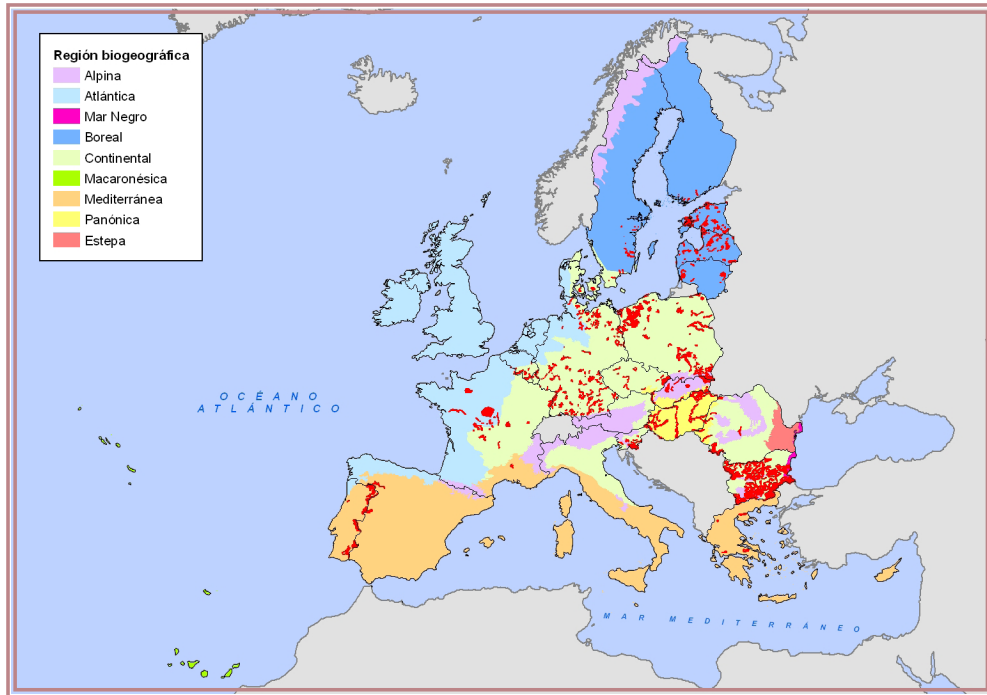 Región biogeográfica
Alpina
Atlántica
Mar Negro
Boreal
Continental
Macaronésica
Mediterránea
Panónica
Estepa
OCÉANO
ATLÁNTICO
MAR MEDITERRÁNEO